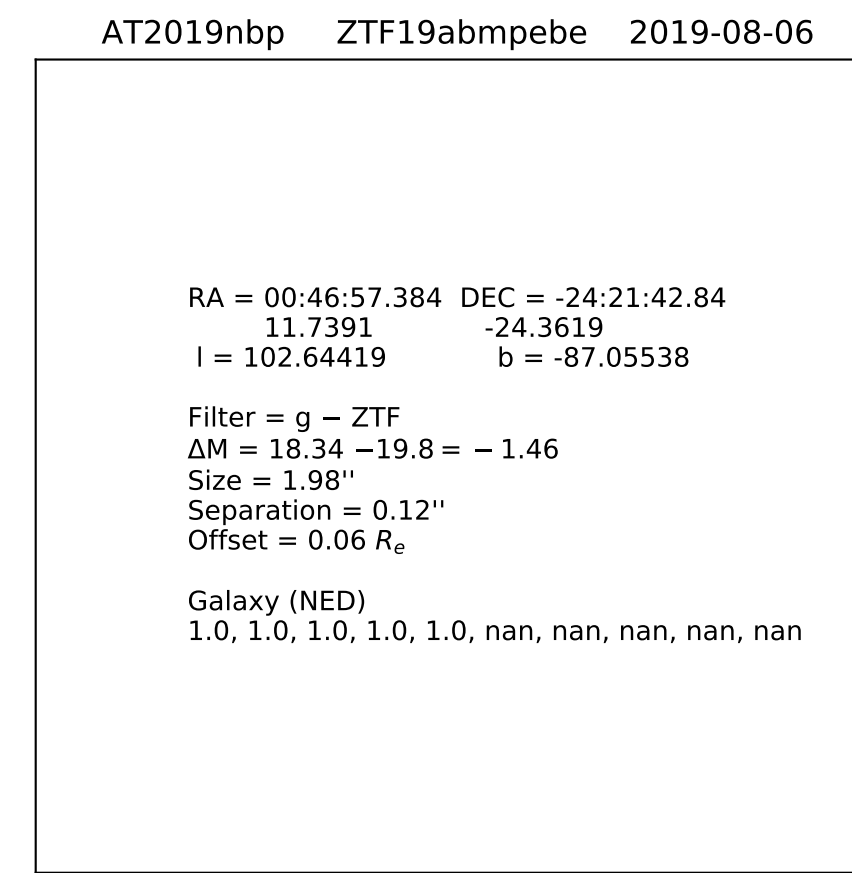 AT2019nbp ZTF19abmpebe 2019-08-06
RA = 00:46:57.384 DEC = -24:21:42.84
11.7391 -24.3619
l = 102.64419 b = -87.05538
Filter = g − ZTF
ΔM = 18.34 −19.8 = − 1.46
Size = 1.98''
Separation = 0.12''
Offset = 0.06 Rₑ
Galaxy (NED)
1.0, 1.0, 1.0, 1.0, 1.0, nan, nan, nan, nan, nan